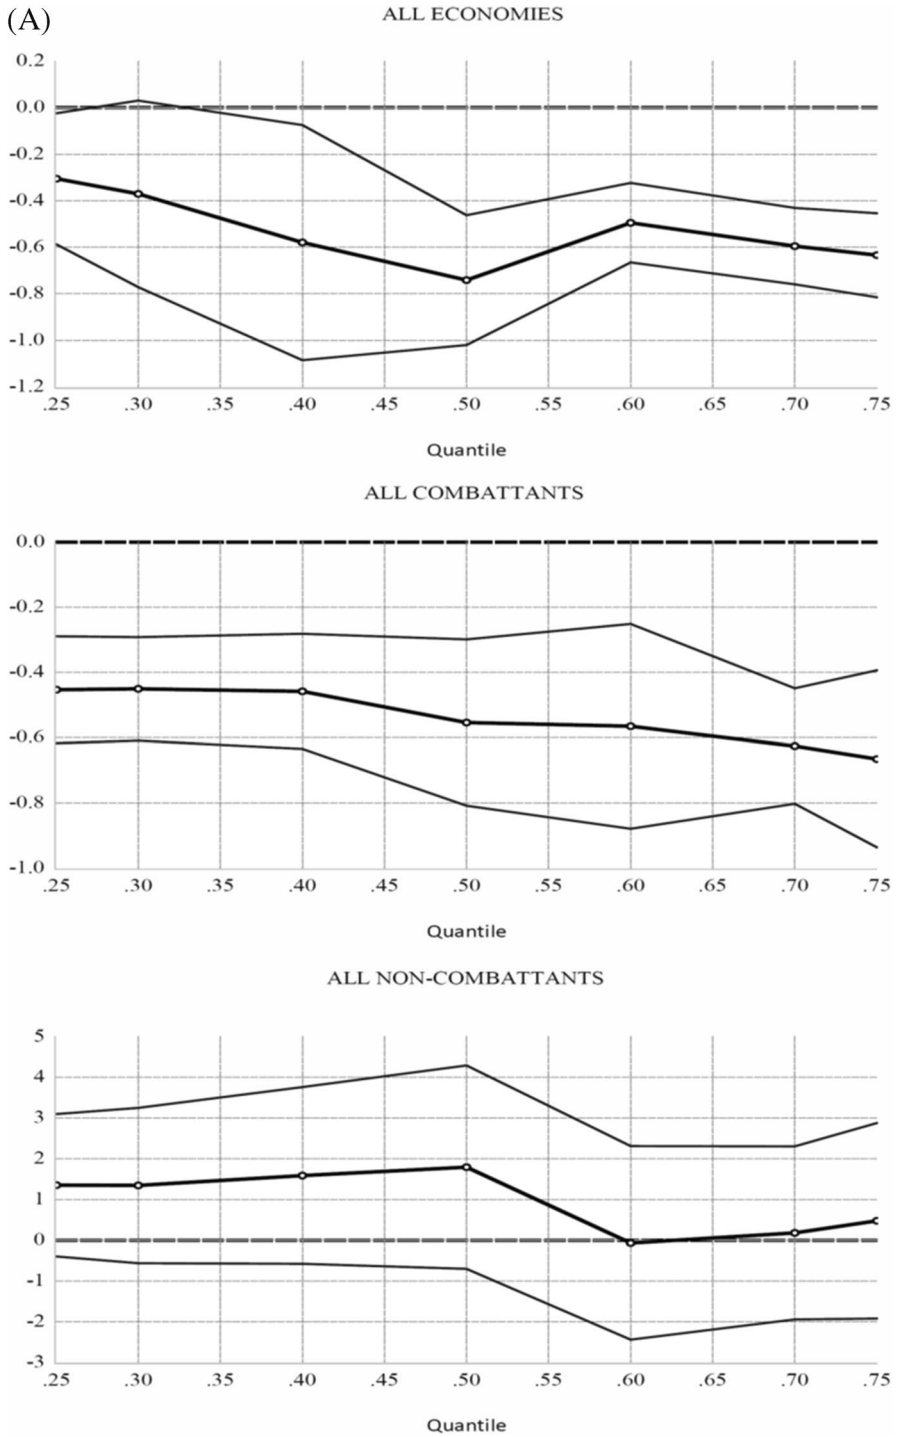 (A)
ALL ECONOMIES
0.2
0.0
-0.2
-0.4
-0.6
-0.8
-1.0
-1.2
.25 .30 .35 .40 .45 .50 .55 .60 .65 .70 .75
Quantile
ALL COMBATTANTS
0.0
-0.2
-0.4
-0.6
-0.8
-1.0
.25 .30 .35 .40 .45 .50 .55 .60 .65 .70 .75
Quantile
ALL NON-COMBATTANTS
5
4
3
2
1
0
-1
-2
-3
.25 .30 .35 .40 .45 .50 .55 .60 .65 .70 .75
Quantile